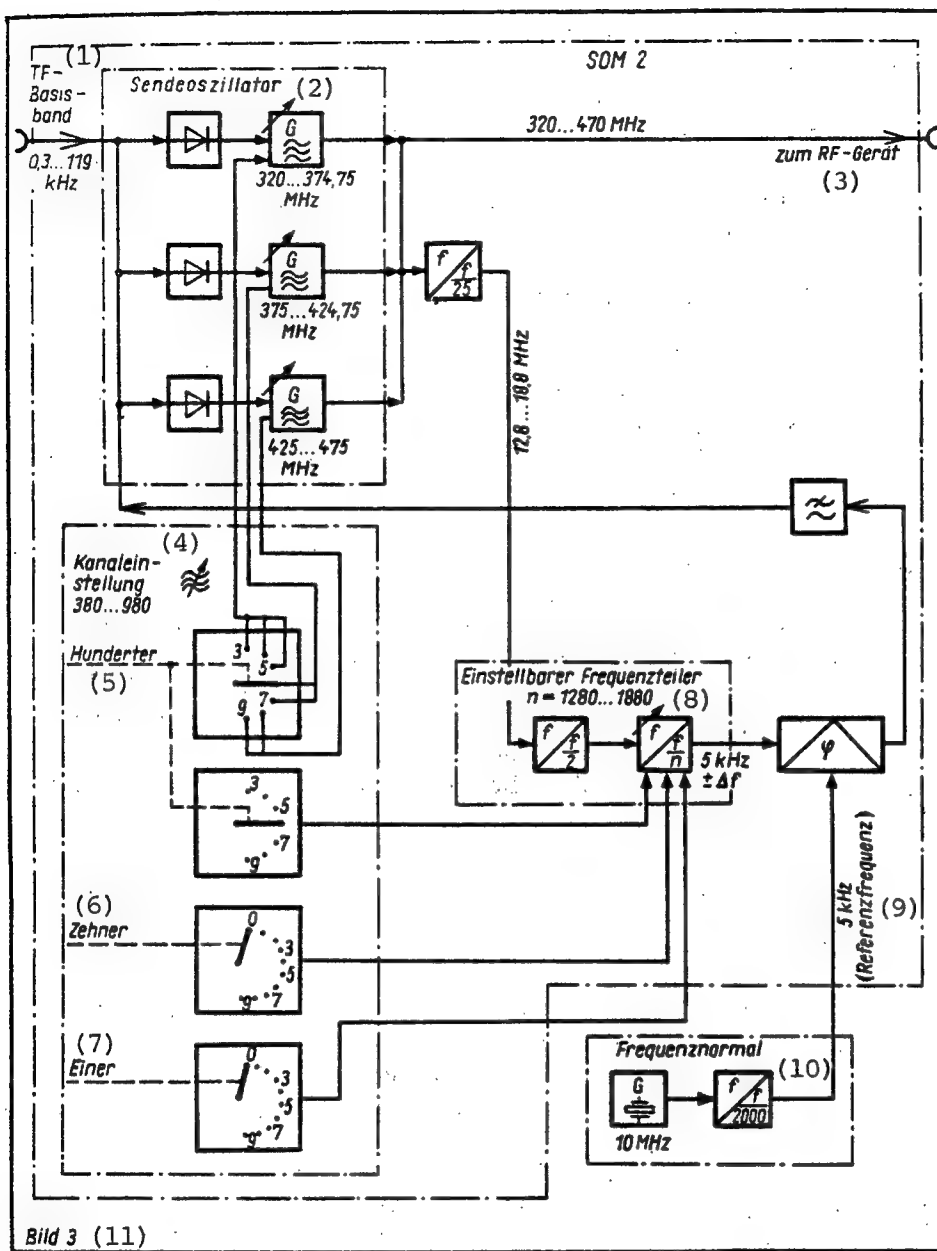 (1)
TF-
Basis-
band
0,3...119
kHz
SOM 2
Sendeoszillator (2)
G
320...374,75
MHz
G
375...424,75
MHz
G
425...475
MHz
320...470 MHz
zum RF-Gerät
(3)
f
f
25
12,8...18,8 MHz
(4)
Kanalein-
stellung
380...980
Hunderter
(5)
3
5
7
9
3
5
7
9
(6)
Zehner
0
3
5
7
9
(7)
Einer
0
3
5
7
9
Einstellbarer Frequenzteiler
n = 1280...1880 (8)
f
f
2
f
f
n
5 kHz
± Δf
φ
5 kHz
(Referenzfrequenz)
(9)
Frequenznormal
(10)
G
10 MHz
f
f
2000
Bild 3 (11)